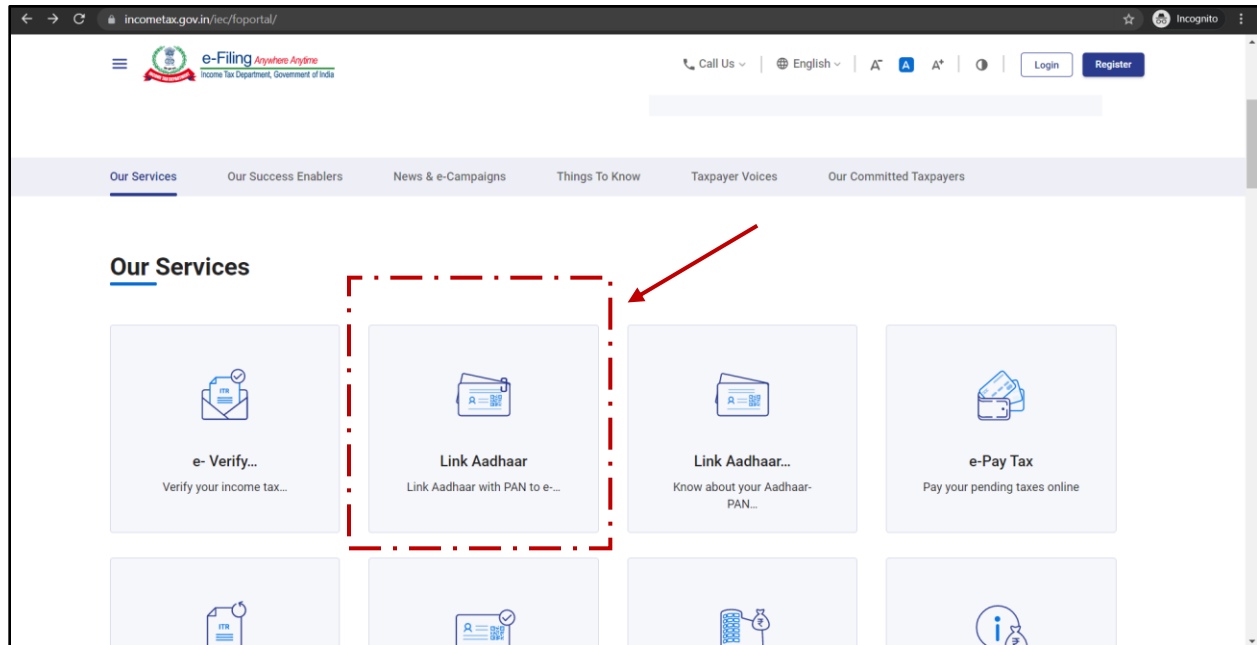 incometax.gov.in/iec/foportal/
Incognito
e-Filing Anywhere Anytime
Income Tax Department, Government of India
Call Us
English
A-
A
A+
Login
Register
Our Services
Our Success Enablers
News & e-Campaigns
Things To Know
Taxpayer Voices
Our Committed Taxpayers
Our Services
e- Verify...
Verify your income tax...
Link Aadhaar
Link Aadhaar with PAN to e-...
Link Aadhaar...
Know about your Aadhaar-
PAN...
e-Pay Tax
Pay your pending taxes online
ITR
ITR